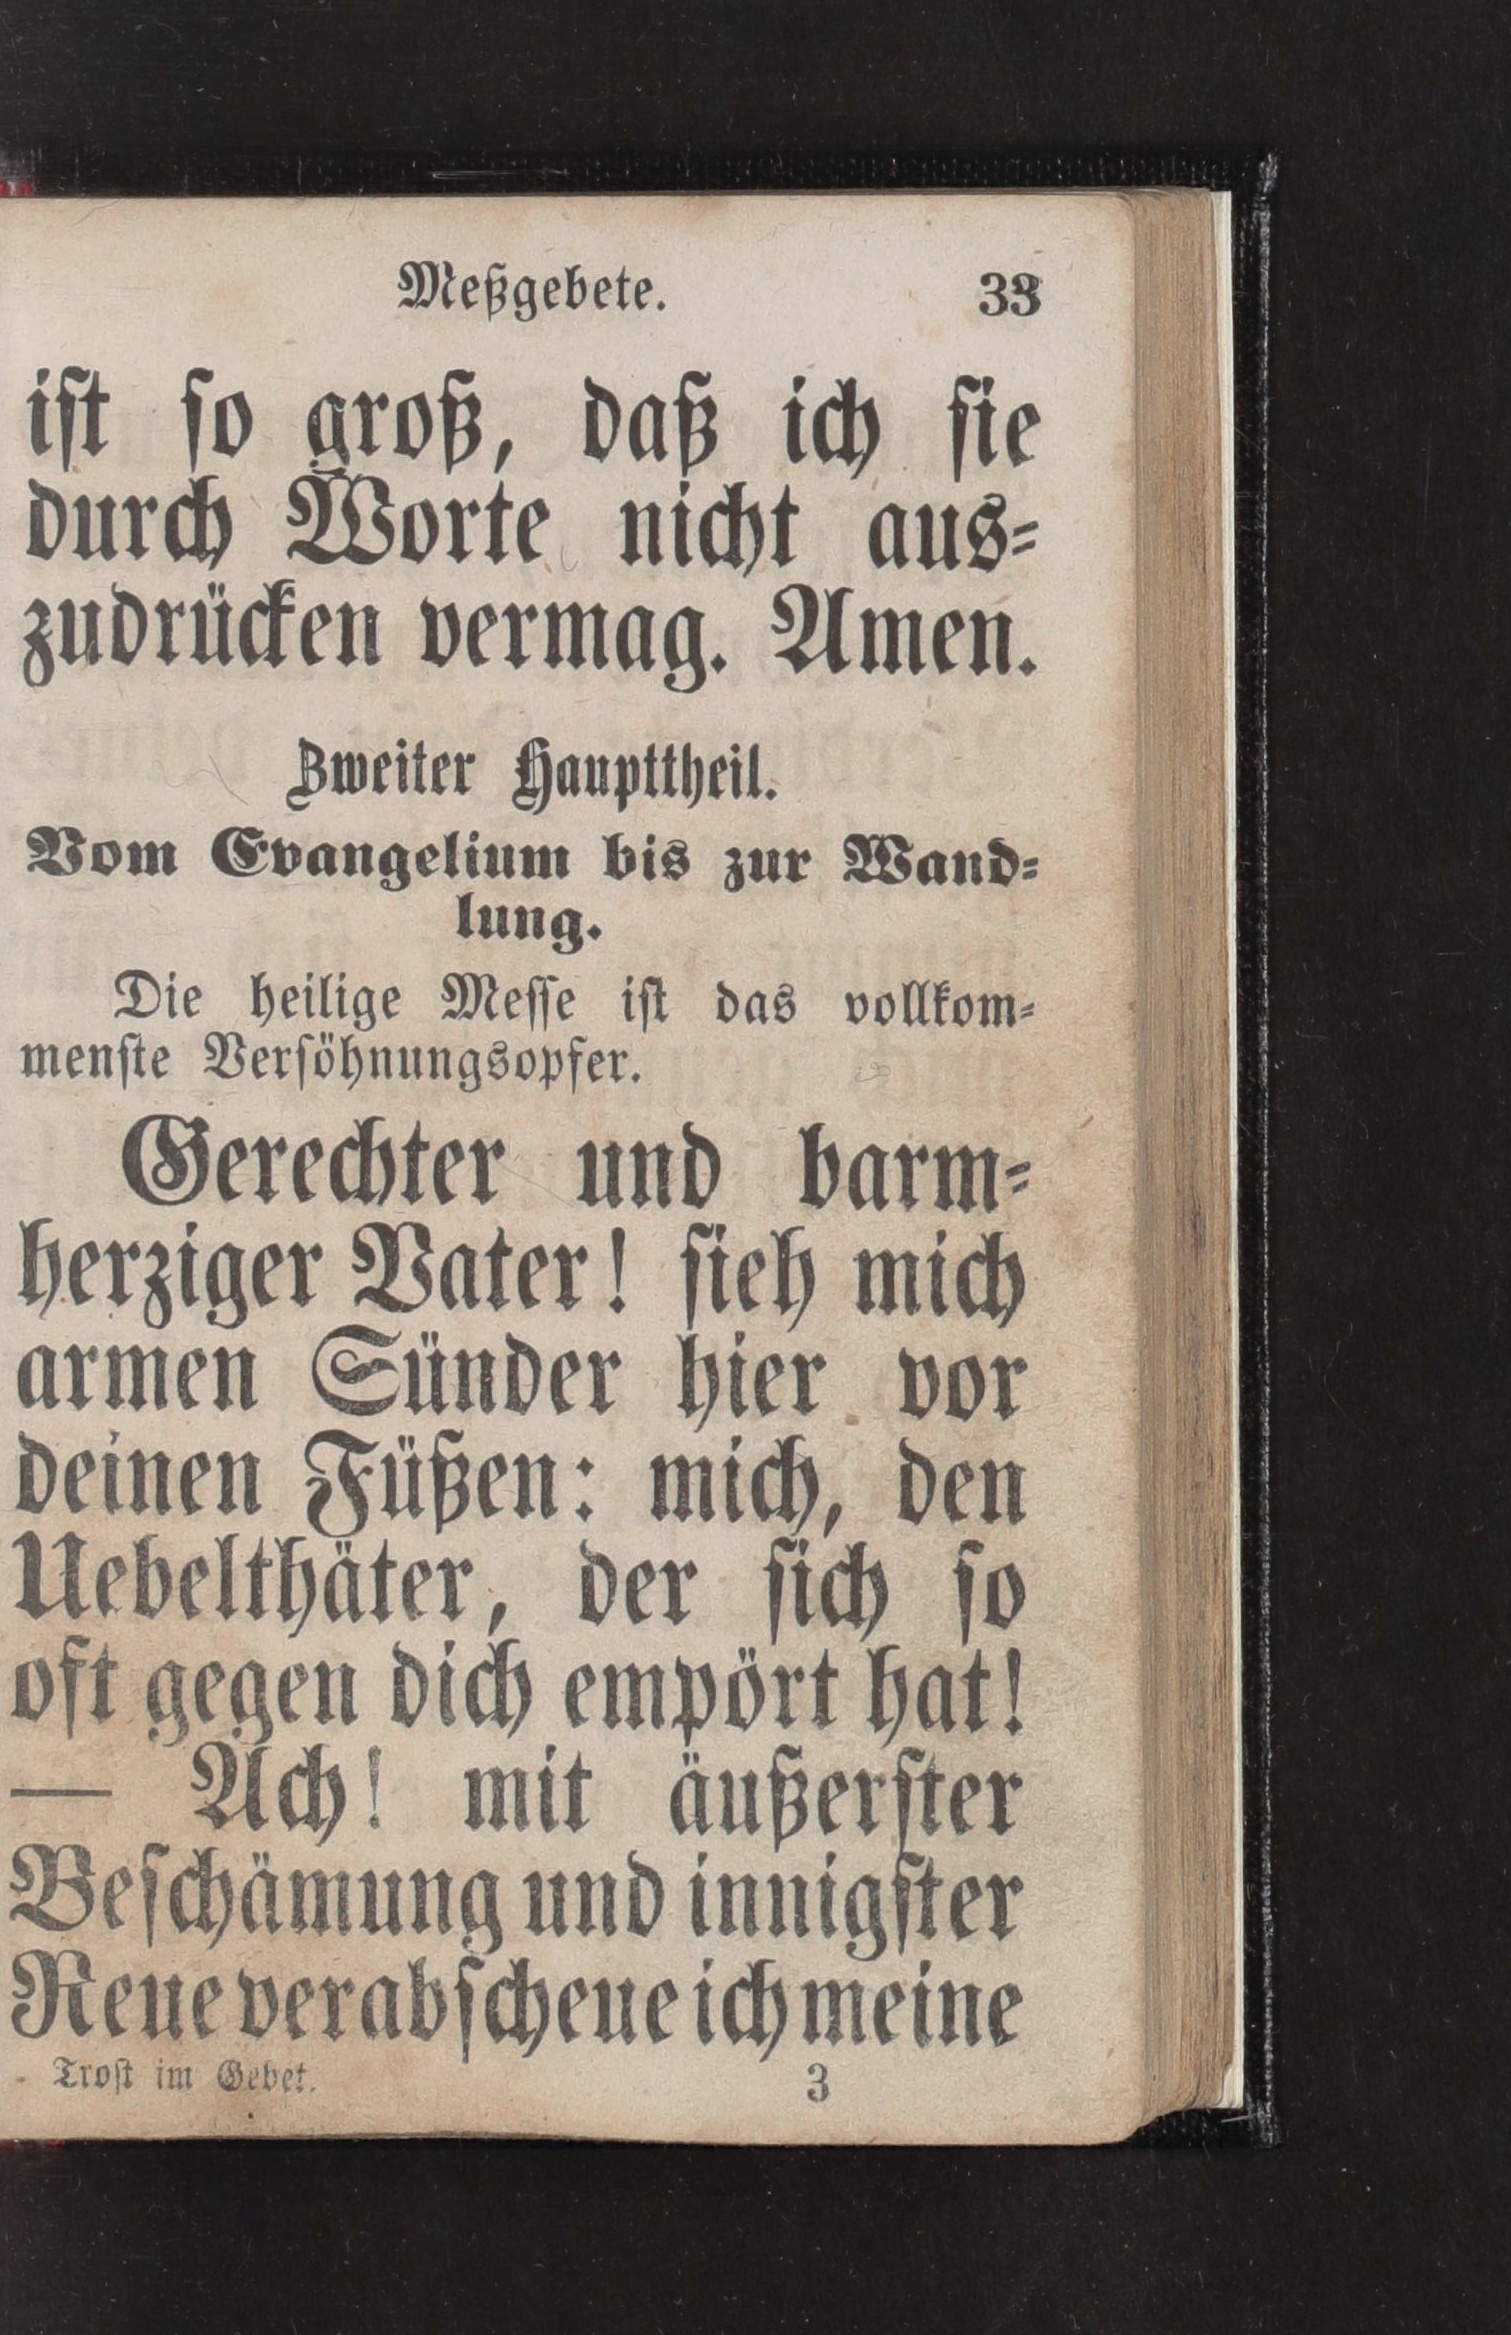 Meßgebete. 33
ist so groß, daß ich sie
durch Worte nicht aus-
zudrücken vermag. Amen.
Zweiter Haupttheil.
Vom Evangelium bis zur Wand-
lung.
Die heilige Messe ist das vollkom-
menste Versöhnungsopfer.
Gerechter und barm-
herziger Vater! sieh mich
armen Sünder hier vor
deinen Füßen: mich, den
Uebelthäter, der sich so
oft gegen dich empört hat!
— Ach! mit äußerster
Beschämung und innigster
Reue verabscheue ich meine
Trost im Gebet. 3